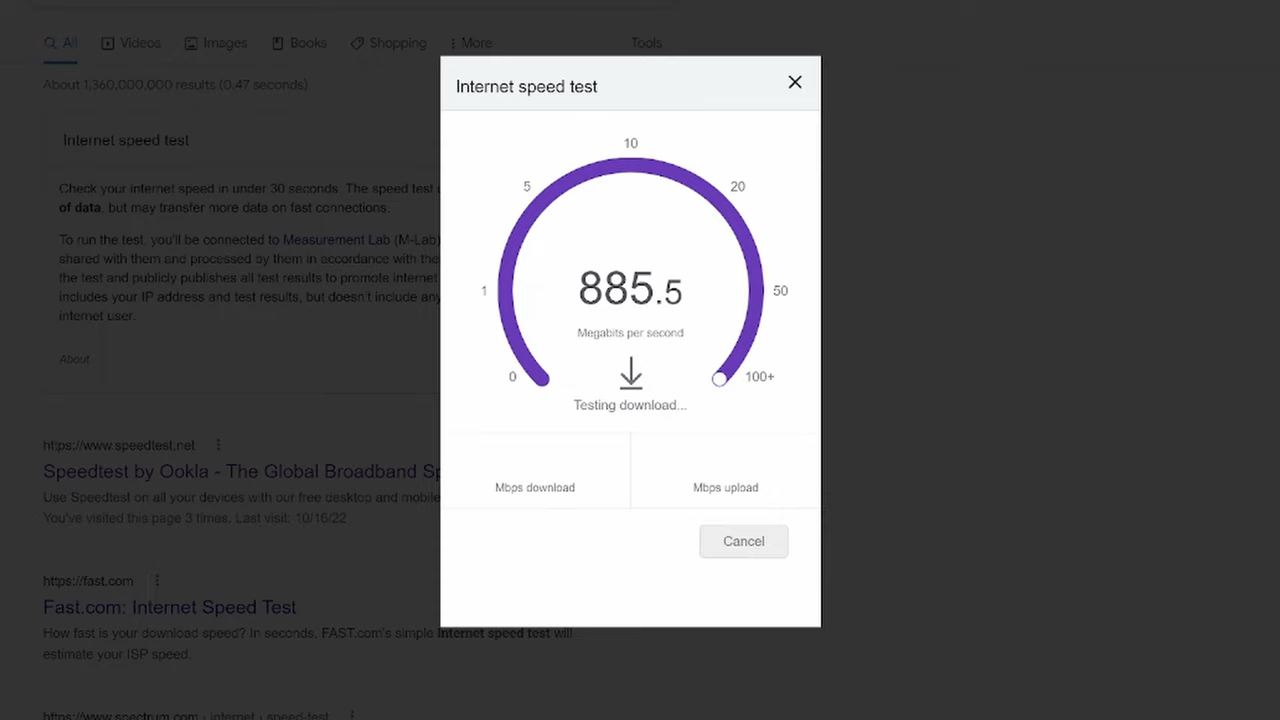 All Videos Images Books Shopping More Tools
About 1,360,000,000 results (0.47 seconds)
Internet speed test
Check your internet speed in under 30 seconds. The speed test
of data, but may transfer more data on fast connections.
To run the test, you'll be connected to Measurement Lab (M-Lab)
shared with them and processed by them in accordance with the
the test and publicly publishes all test results to promote internet
includes your IP address and test results, but doesn't include any
internet user.
About
https://www.speedtest.net
Speedtest by Ookla - The Global Broadband Sp
Use Speedtest on all your devices with our free desktop and mobile
You've visited this page 3 times. Last visit: 10/16/22
https://fast.com
Fast.com: Internet Speed Test
How fast is your download speed? In seconds, FAST.com's simple Internet speed test will
estimate your ISP speed.
https://www.spectrum.com › internet › speed-test
Internet speed test
10
5 20
1 50
0 100+
885.5
Megabits per second
Testing download...
Mbps download Mbps upload
Cancel